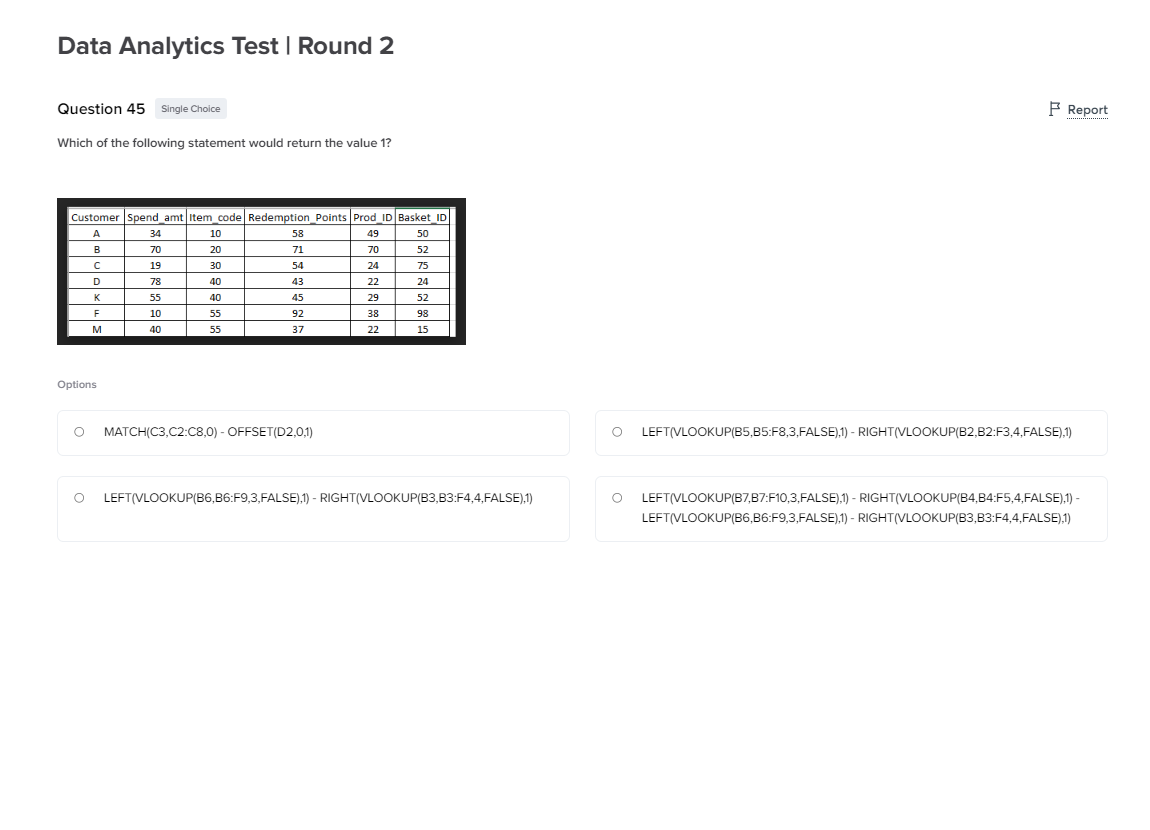 Data Analytics Test | Round 2
Question 45 Single Choice Report
Which of the following statement would return the value 1?
Customer Spend_amt Item_code Redemption_Points Prod_ID Basket_ID
A 34 10 58 49 50
B 70 20 71 70 52
C 19 30 54 24 75
D 78 40 43 22 24
K 55 40 45 29 52
F 10 55 92 38 98
M 40 55 37 22 15
Options
MATCH(C3,C2:C8,0) - OFFSET(D2,0,1)
LEFT(VLOOKUP(B5,B5:F8,3,FALSE),1) - RIGHT(VLOOKUP(B2,B2:F3,4,FALSE),1)
LEFT(VLOOKUP(B6,B6:F9,3,FALSE),1) - RIGHT(VLOOKUP(B3,B3:F4,4,FALSE),1)
LEFT(VLOOKUP(B7,B7:F10,3,FALSE),1) - RIGHT(VLOOKUP(B4,B4:F5,4,FALSE),1) -
LEFT(VLOOKUP(B6,B6:F9,3,FALSE),1) - RIGHT(VLOOKUP(B3,B3:F4,4,FALSE),1)